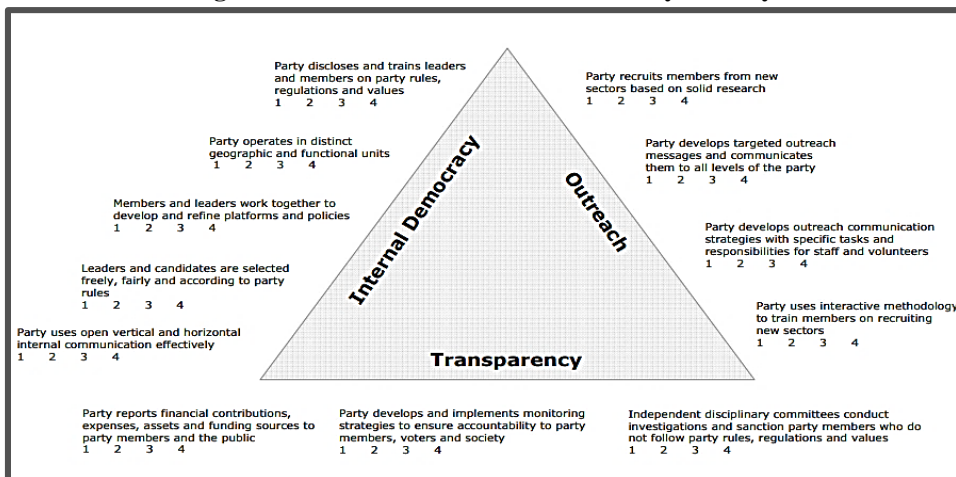 Party discloses and trains leaders
and members on party rules,
regulations and values
1 2 3 4
Party operates in distinct
geographic and functional units
1 2 3 4
Members and leaders work together to
develop and refine platforms and policies
1 2 3 4
Leaders and candidates are selected
freely, fairly and according to party
rules
1 2 3 4
Party uses open vertical and horizontal
internal communication effectively
1 2 3 4
Internal Democracy
Outreach
Transparency
Party recruits members from new
sectors based on solid research
1 2 3 4
Party develops targeted outreach
messages and communicates
them to all levels of the party
1 2 3 4
Party develops outreach communication
strategies with specific tasks and
responsibilities for staff and volunteers
1 2 3 4
Party uses interactive methodology
to train members on recruiting
new sectors
1 2 3 4
Party reports financial contributions,
expenses, assets and funding sources to
party members and the public
1 2 3 4
Party develops and implements monitoring
strategies to ensure accountability to party
members, voters and society
1 2 3 4
Independent disciplinary committees conduct
investigations and sanction party members who do
not follow party rules, regulations and values
1 2 3 4